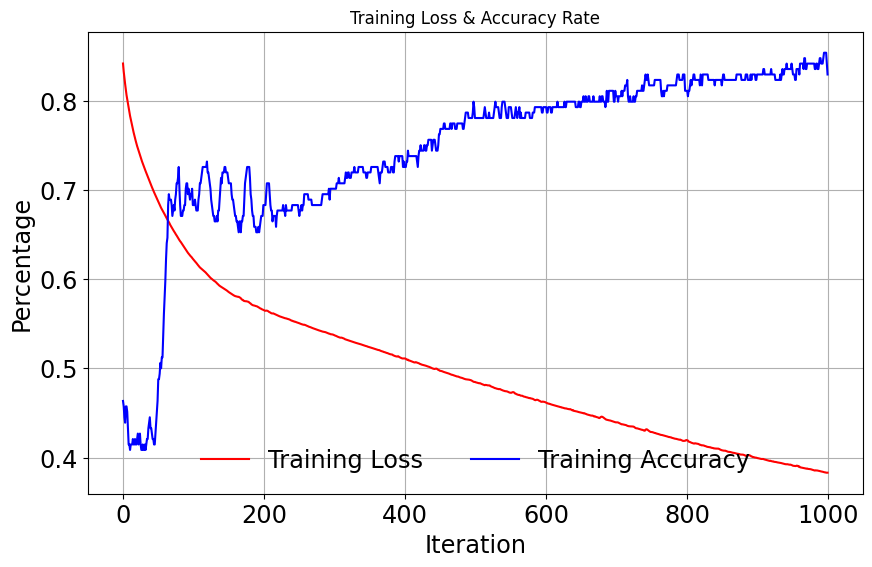 Training Loss & Accuracy Rate
Percentage
0.8
0.7
0.6
0.5
0.4
Training Loss Training Accuracy
0 200 400 600 800 1000
Iteration